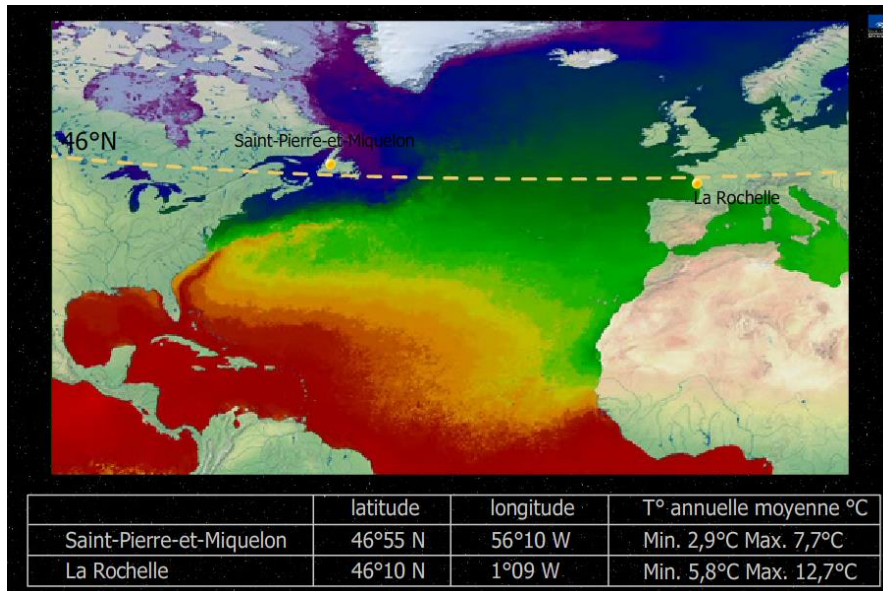 46°N
Saint-Pierre-et-Miquelon
La Rochelle
latitude longitude T° annuelle moyenne °C
Saint-Pierre-et-Miquelon 46°55 N 56°10 W Min. 2,9°C Max. 7,7°C
La Rochelle 46°10 N 1°09 W Min. 5,8°C Max. 12,7°C